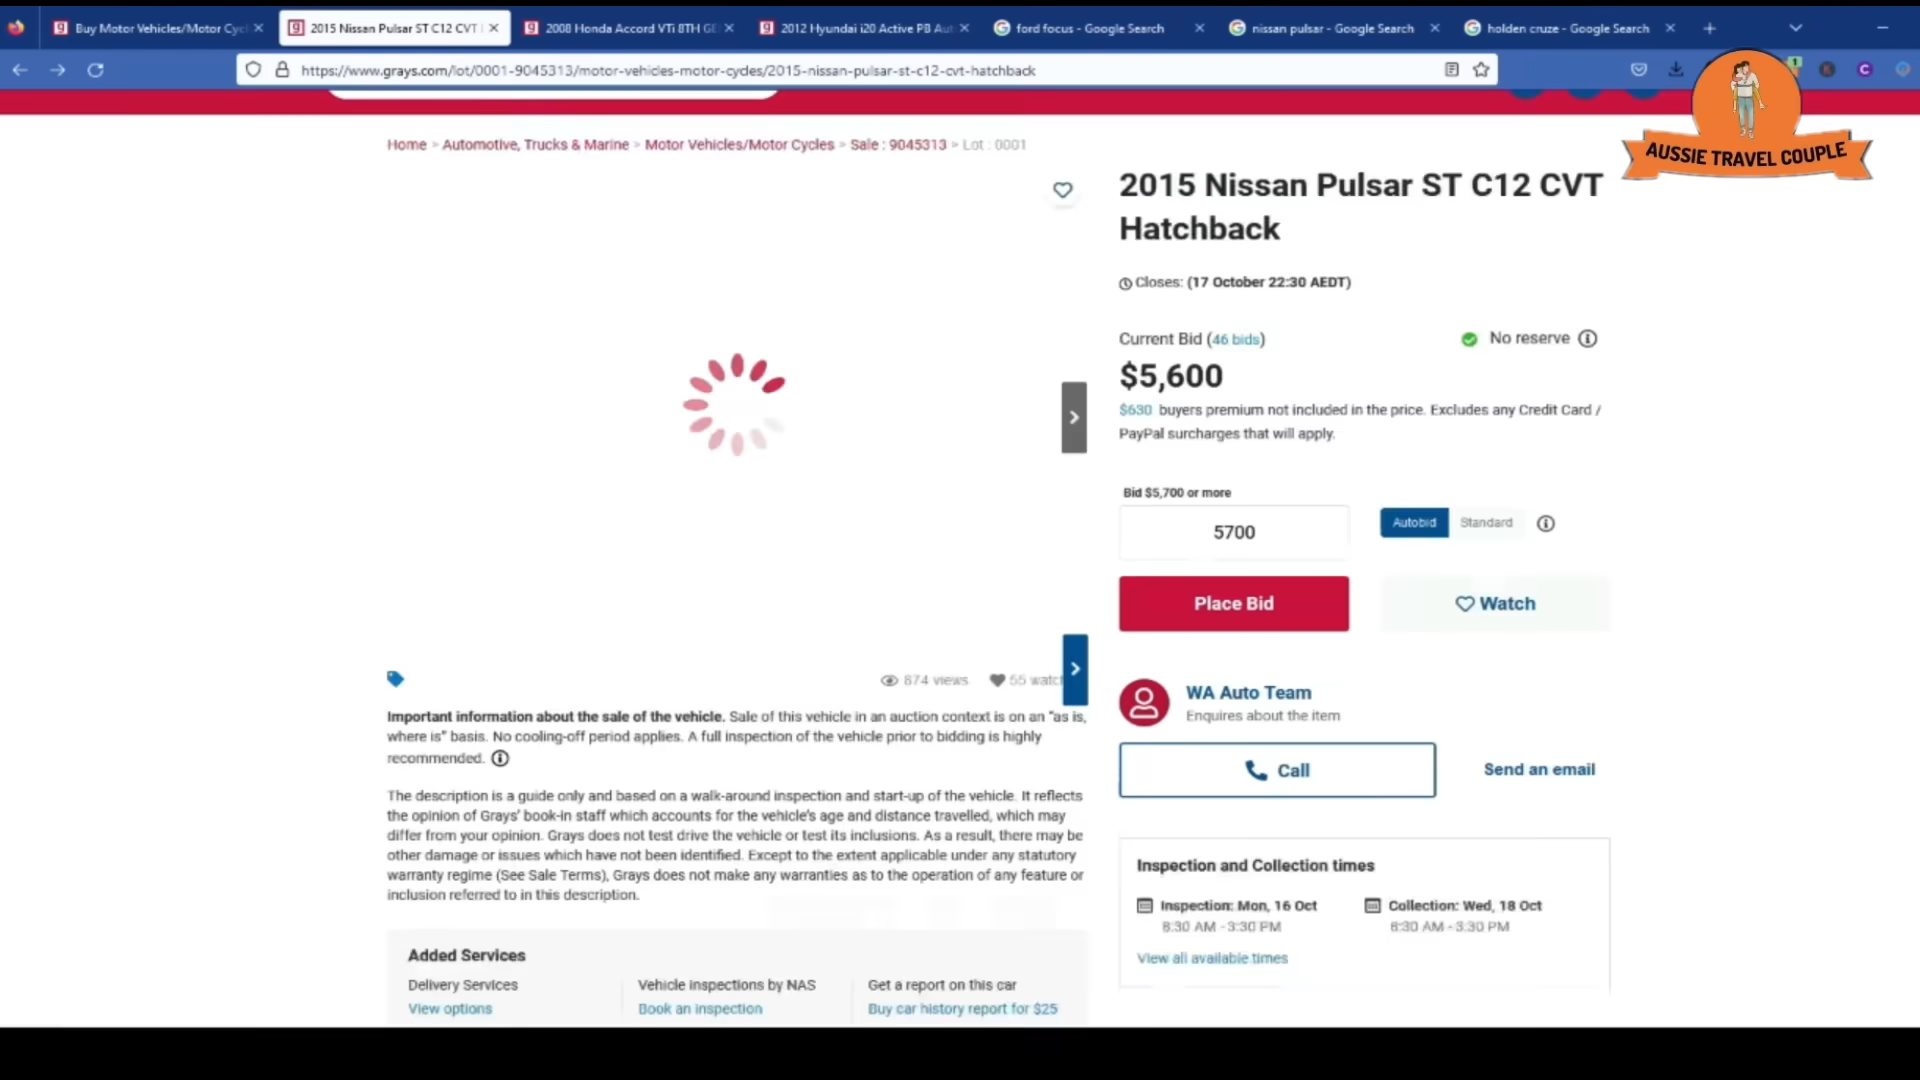 Buy Motor Vehicles/Motor Cycl
2015 Nissan Pulsar ST C12 CVT
2008 Honda Accord VTi 8TH GE
2012 Hyundai i20 Active PB Aut
ford focus - Google Search
nissan pulsar - Google Search
holden cruze - Google Search
https://www.grays.com/lot/0001-9045313/motor-vehicles-motor-cycles/2015-nissan-pulsar-st-c12-cvt-hatchback
AUSSIE TRAVEL COUPLE
Home > Automotive, Trucks & Marine > Motor Vehicles/Motor Cycles > Sale : 9045313 > Lot : 0001
2015 Nissan Pulsar ST C12 CVT
Hatchback
Closes: (17 October 22:30 AEDT)
Current Bid (46 bids)
No reserve
$5,600
$630 buyers premium not included in the price. Excludes any Credit Card /
PayPal surcharges that will apply.
Bid $5,700 or more
5700
Autobid
Standard
Place Bid
Watch
874 views
55 watch
WA Auto Team
Enquires about the item
Call
Send an email
Important information about the sale of the vehicle. Sale of this vehicle in an auction context is on an "as is,
where is" basis. No cooling-off period applies. A full inspection of the vehicle prior to bidding is highly
recommended.
The description is a guide only and based on a walk-around inspection and start-up of the vehicle. It reflects
the opinion of Grays' book-in staff which accounts for the vehicle's age and distance travelled, which may
differ from your opinion. Grays does not test drive the vehicle or test its inclusions. As a result, there may be
other damage or issues which have not been identified. Except to the extent applicable under any statutory
warranty regime (See Sale Terms), Grays does not make any warranties as to the operation of any feature or
inclusion referred to in this description.
Inspection and Collection times
Inspection: Mon, 16 Oct
8:30 AM - 3:30 PM
Collection: Wed, 18 Oct
8:30 AM - 3:30 PM
View all available times
Added Services
Delivery Services
View options
Vehicle inspections by NAS
Book an inspection
Get a report on this car
Buy car history report for $25